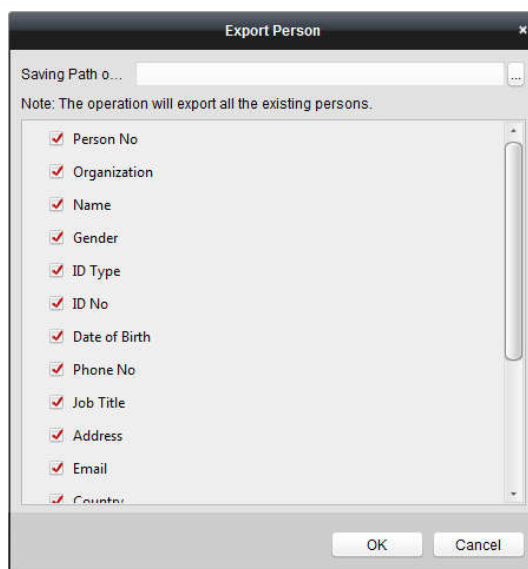 Export Person
×
Saving Path o...
...
Note: The operation will export all the existing persons.
Person No
Organization
Name
Gender
ID Type
ID No
Date of Birth
Phone No
Job Title
Address
Email
Country
OK Cancel